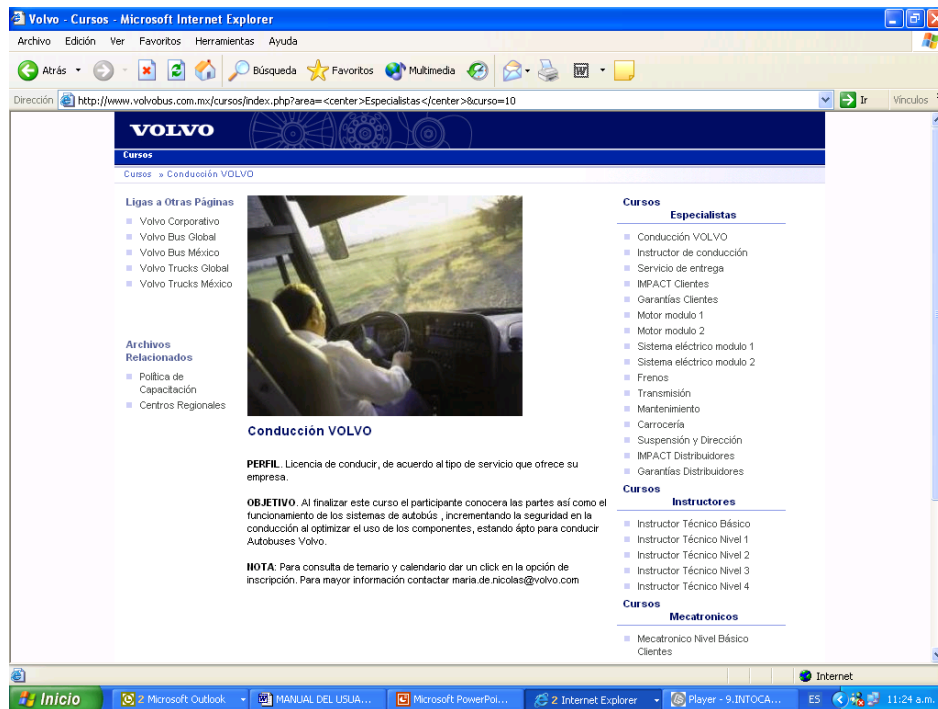 Volvo - Cursos - Microsoft Internet Explorer
Archivo Edición Ver Favoritos Herramientas Ayuda
Atrás Búsqueda Favoritos Multimedia
Dirección http://www.volvobus.com.mx/cursos/index.php?area=<center>Especialistas</center>&curso=10 Ir Vínculos
VOLVO
Cursos
Cursos » Conducción VOLVO
Ligas a Otras Páginas
Volvo Corporativo
Volvo Bus Global
Volvo Bus México
Volvo Trucks Global
Volvo Trucks México
Archivos
Relacionados
Política de
Capacitación
Centros Regionales
Conducción VOLVO
PERFIL. Licencia de conducir, de acuerdo al tipo de servicio que ofrece su
empresa.
OBJETIVO. Al finalizar este curso el participante conocera las partes así como el
funcionamiento de los sistemas de autobús , incrementando la seguridad en la
conducción al optimizar el uso de los componentes, estando ápto para conducir
Autobuses Volvo.
NOTA: Para consulta de temario y calendario dar un click en la opción de
inscripción. Para mayor información contactar maria.de.nicolas@volvo.com
Cursos
Especialistas
Conducción VOLVO
Instructor de conducción
Servicio de entrega
IMPACT Clientes
Garantías Clientes
Motor modulo 1
Motor modulo 2
Sistema eléctrico modulo 1
Sistema eléctrico modulo 2
Frenos
Transmisión
Mantenimiento
Carrocería
Suspensión y Dirección
IMPACT Distribuidores
Garantías Distribuidores
Cursos
Instructores
Instructor Técnico Básico
Instructor Técnico Nivel 1
Instructor Técnico Nivel 2
Instructor Técnico Nivel 3
Instructor Técnico Nivel 4
Cursos
Mecatronicos
Mecatronico Nivel Básico
Clientes
Internet
Inicio 2 Microsoft Outlook MANUAL DEL USUA... Microsoft PowerPoi... 2 Internet Explorer Player - 9.INTOCA... ES 11:24 a.m.